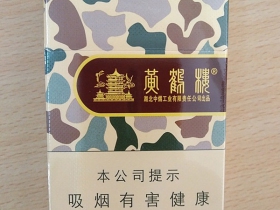 黄鹤楼®
湖北中烟工业有限责任公司出品
本公司提示
吸烟有害健康